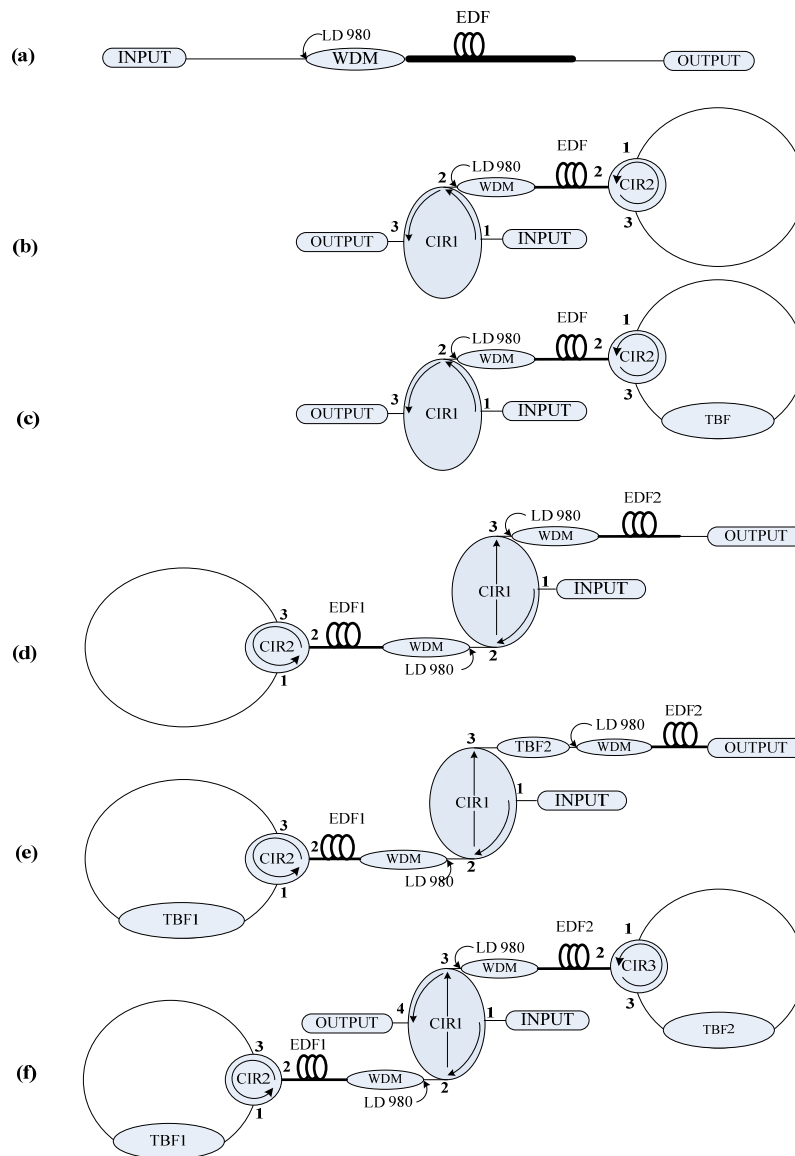 LD 980
EDF
(a)
INPUT
WDM
OUTPUT
EDF
1
LD 980
2
2
WDM
CIR2
(b)
OUTPUT
3
CIR1
1
INPUT
3
EDF
1
LD 980
2
2
WDM
CIR2
(c)
OUTPUT
3
CIR1
1
INPUT
3
TBF
EDF2
LD 980
3
WDM
OUTPUT
CIR1
1
INPUT
EDF1
3
2
(d)
CIR2
WDM
1
LD 980
2
EDF2
LD 980
3
TBF2
WDM
OUTPUT
1
CIR1
INPUT
EDF1
3
2
(e)
CIR2
WDM
1
LD 980
2
TBF1
EDF2
1
LD 980
3
2
WDM
CIR3
4
OUTPUT
CIR1
1
INPUT
3
TBF2
EDF1
3
2
(f)
CIR2
WDM
1
LD 980
2
TBF1